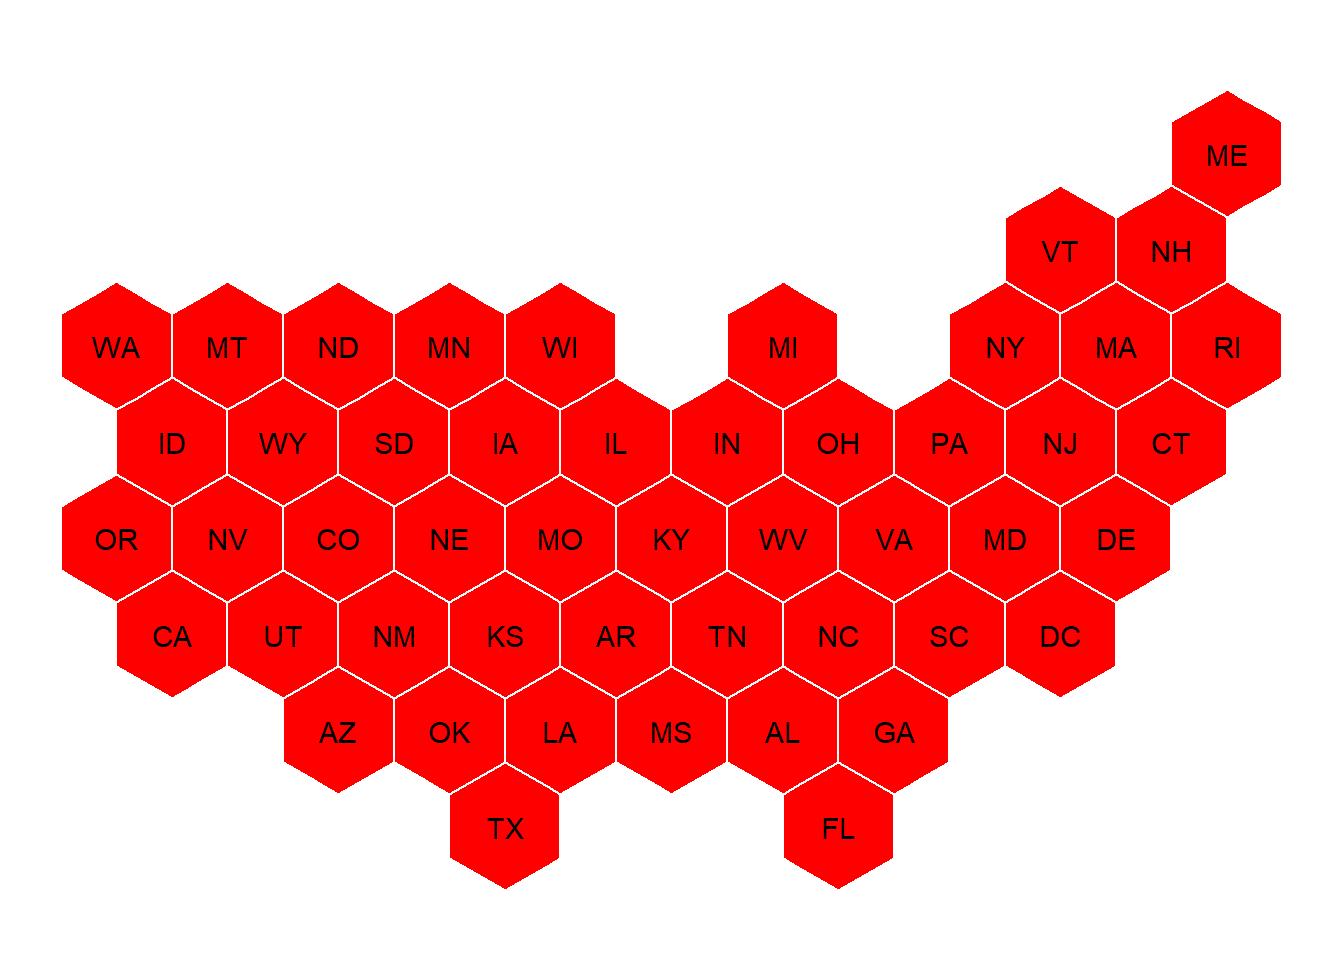 ME
VT NH
WA MT ND MN WI MI NY MA RI
ID WY SD IA IL IN OH PA NJ CT
OR NV CO NE MO KY WV VA MD DE
CA UT NM KS AR TN NC SC DC
AZ OK LA MS AL GA
TX FL